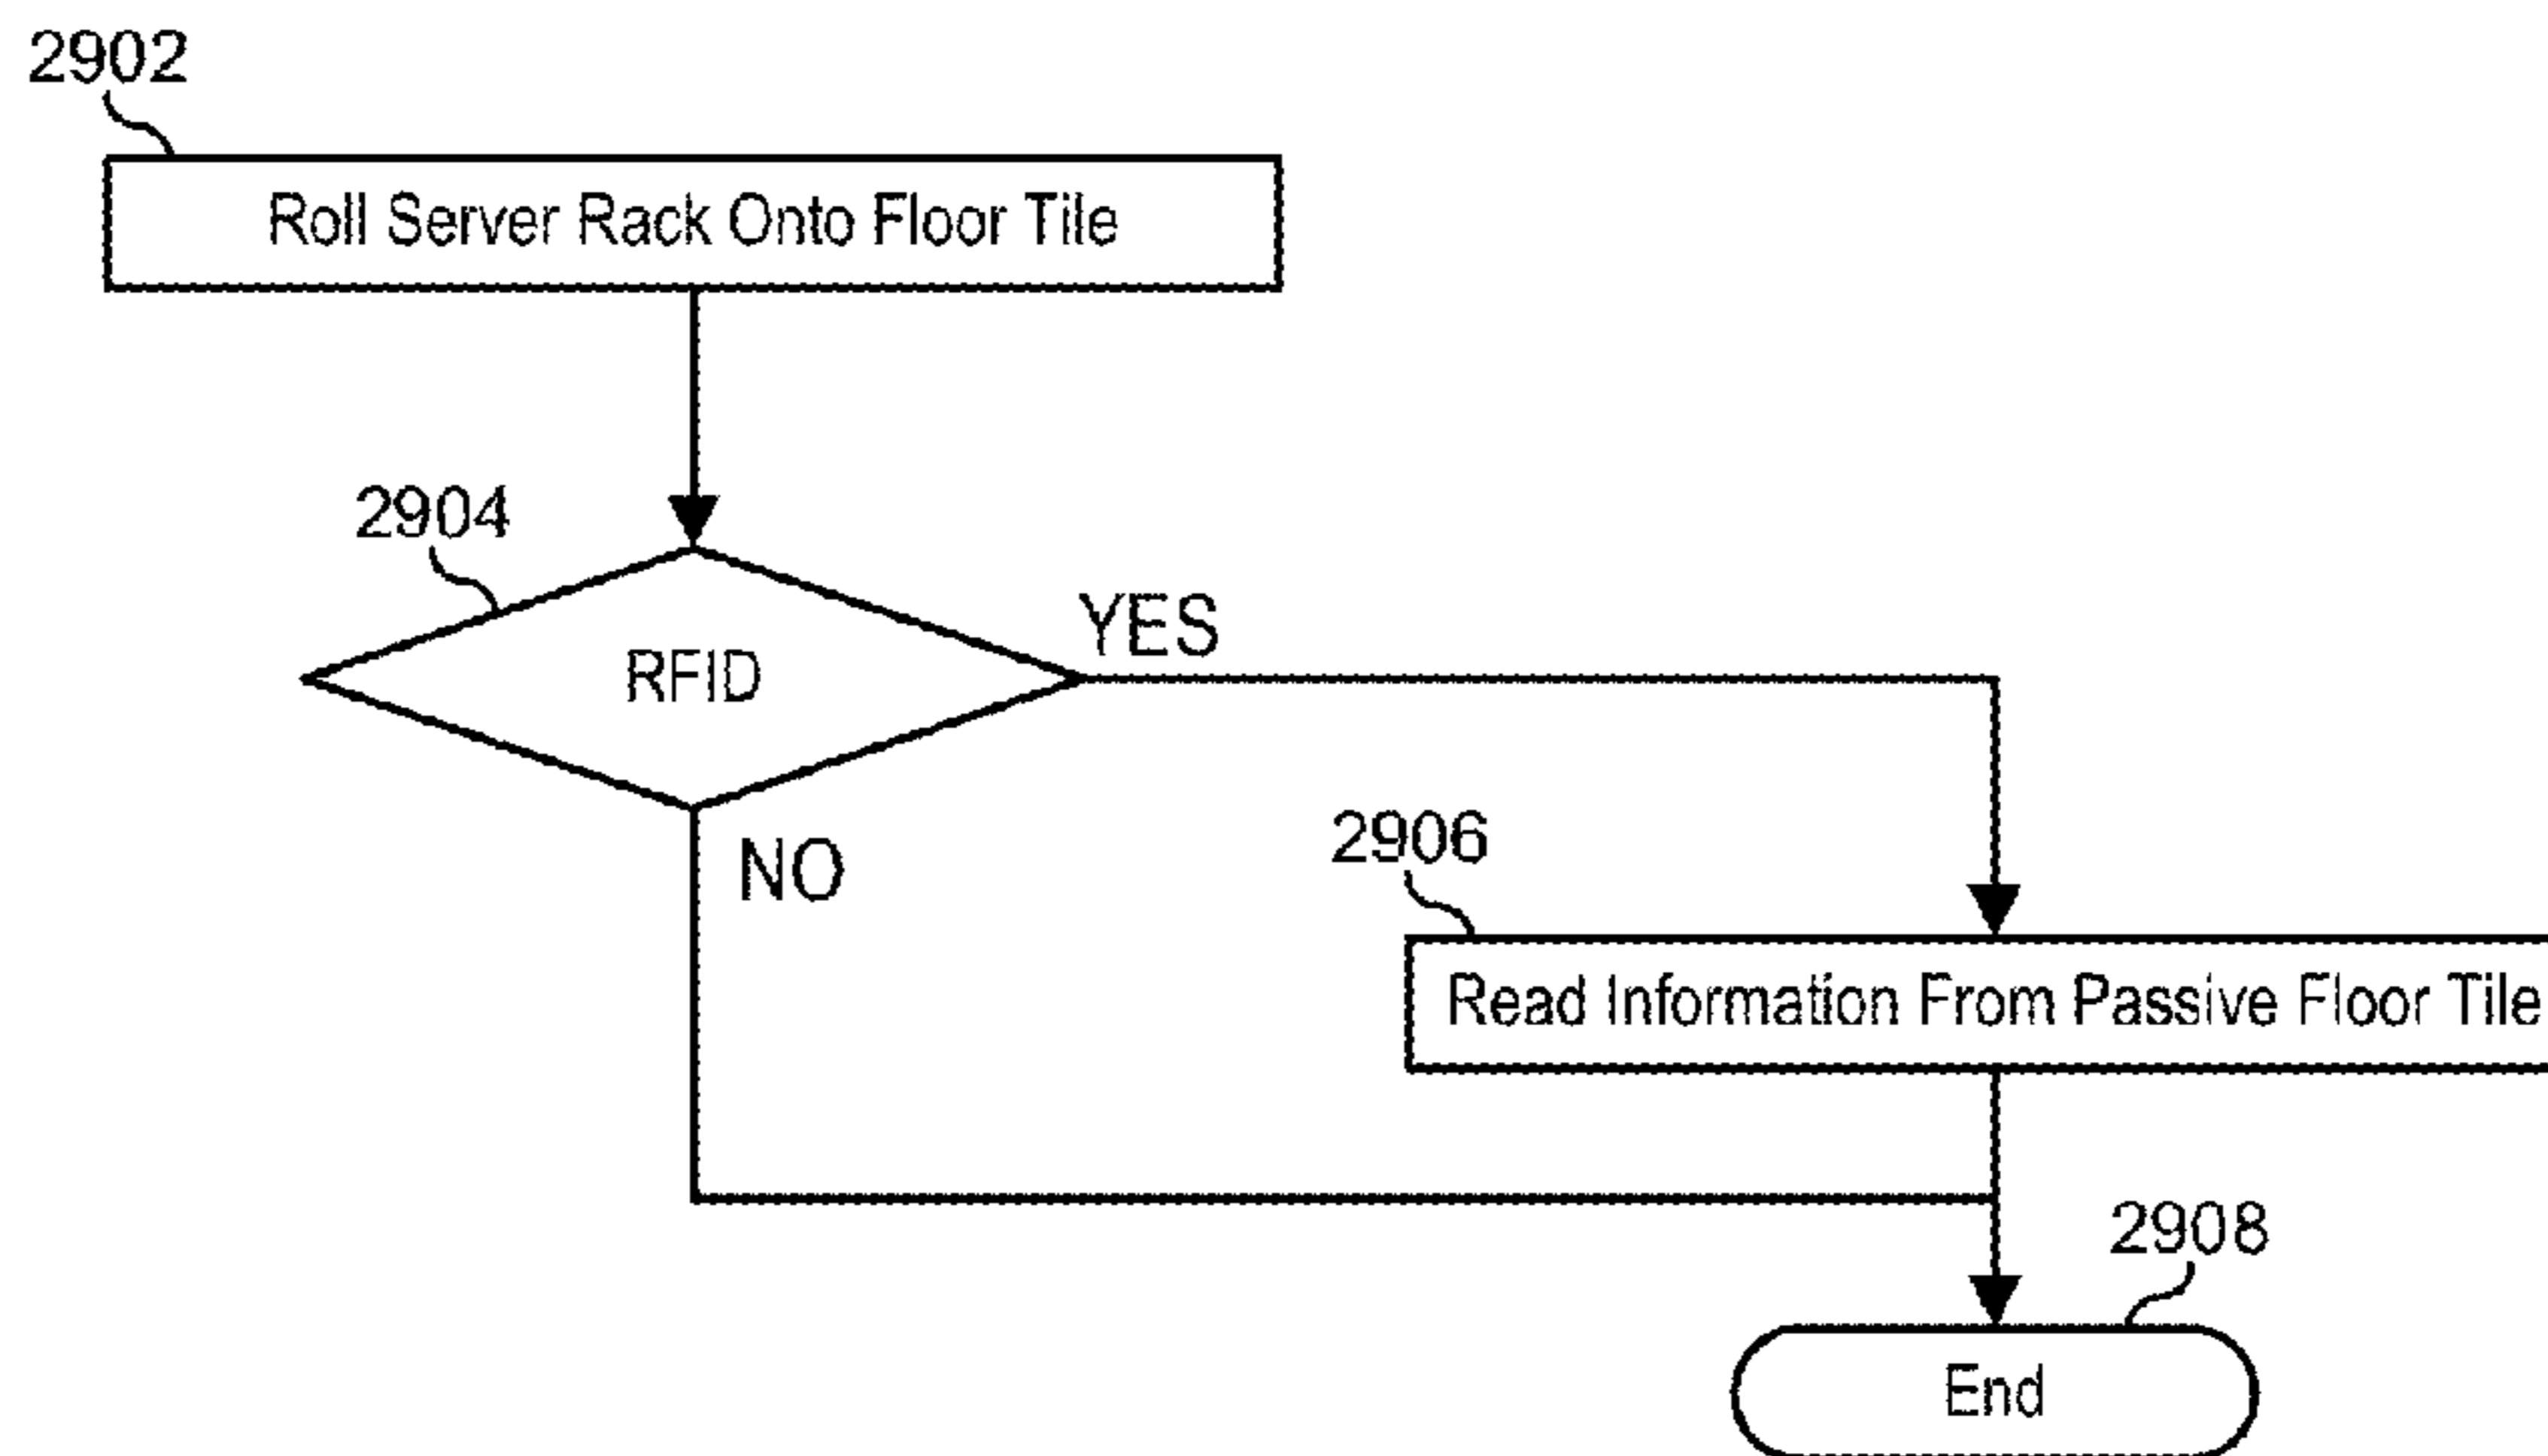 2902
Roll Server Rack Onto Floor Tile
2904
RFID
YES
NO
2906
Read Information From Passive Floor Tile
2908
End